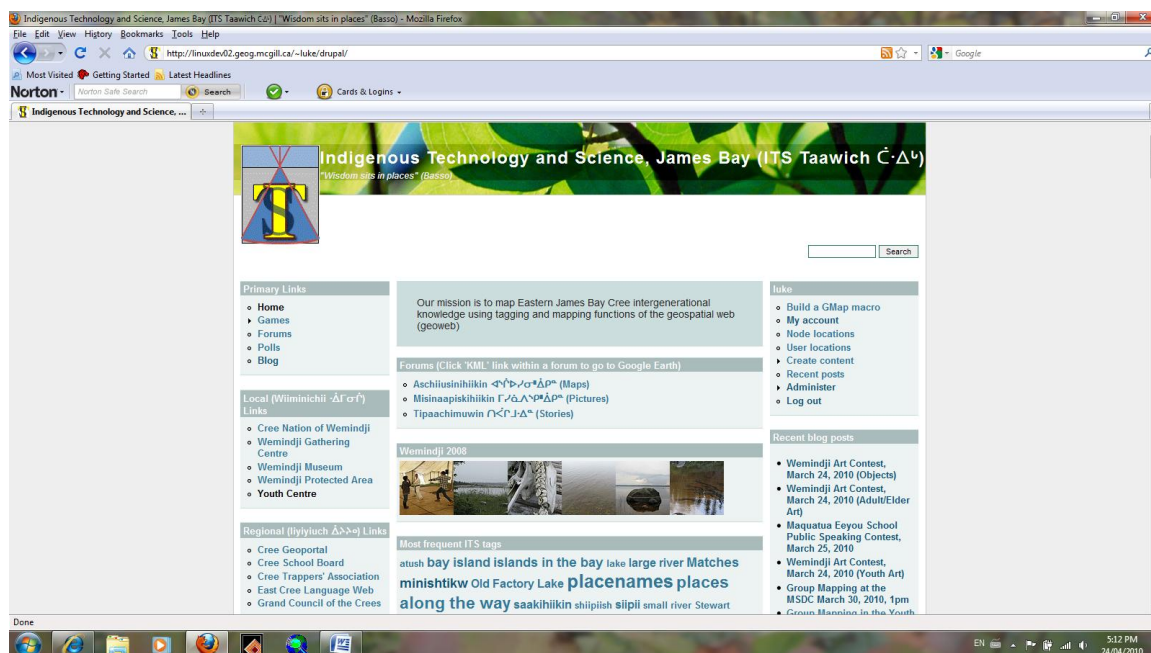 Indigenous Technology and Science, James Bay (ITS Taawich ᑖ·ᐃᒡ) | "Wisdom sits in places" (Basso) - Mozilla Firefox
File Edit View History Bookmarks Tools Help
http://linuxdev02.geog.mcgill.ca/~luke/drupal/
Google
Most Visited Getting Started Latest Headlines
Norton Norton Safe Search Search Cards & Logins
Indigenous Technology and Science, ...
Indigenous Technology and Science, James Bay (ITS Taawich ᑖ·ᐃᒡ)
"Wisdom sits in places" (Basso)
Search
Primary Links
Home
Games
Forums
Polls
Blog
Local (Wiiminichii ·ᐄᒥᓂᒌ)
Links
Cree Nation of Wemindji
Wemindji Gathering
Centre
Wemindji Museum
Wemindji Protected Area
Youth Centre
Regional (Iiyiyiuch) Links
Cree Geoportal
Cree School Board
Cree Trappers' Association
East Cree Language Web
Grand Council of the Crees
Our mission is to map Eastern James Bay Cree intergenerational
knowledge using tagging and mapping functions of the geospatial web
(geoweb)
Forums (Click 'KML' link within a forum to go to Google Earth)
Aschiiusinihiikin (Maps)
Misinaapiskihiikin (Pictures)
Tipaachimuwin ᑎᐹᒋᒧᐧᐃᓐ (Stories)
Wemindji 2008
Most frequent ITS tags
atush bay island islands in the bay lake large river Matches
minishtikw Old Factory Lake placenames places
along the way saakihiikin shiipiish siipii small river Stewart
luke
Build a GMap macro
My account
Node locations
User locations
Create content
Recent posts
Administer
Log out
Recent blog posts
Wemindji Art Contest,
March 24, 2010 (Objects)
Wemindji Art Contest,
March 24, 2010 (Adult/Elder
Art)
Maquatua Eeyou School
Public Speaking Contest,
March 25, 2010
Wemindji Art Contest,
March 24, 2010 (Youth Art)
Group Mapping at the
MSDC March 30, 2010, 1pm
Group Mapping in the Youth
Done
EN
5:12 PM
24/04/2010